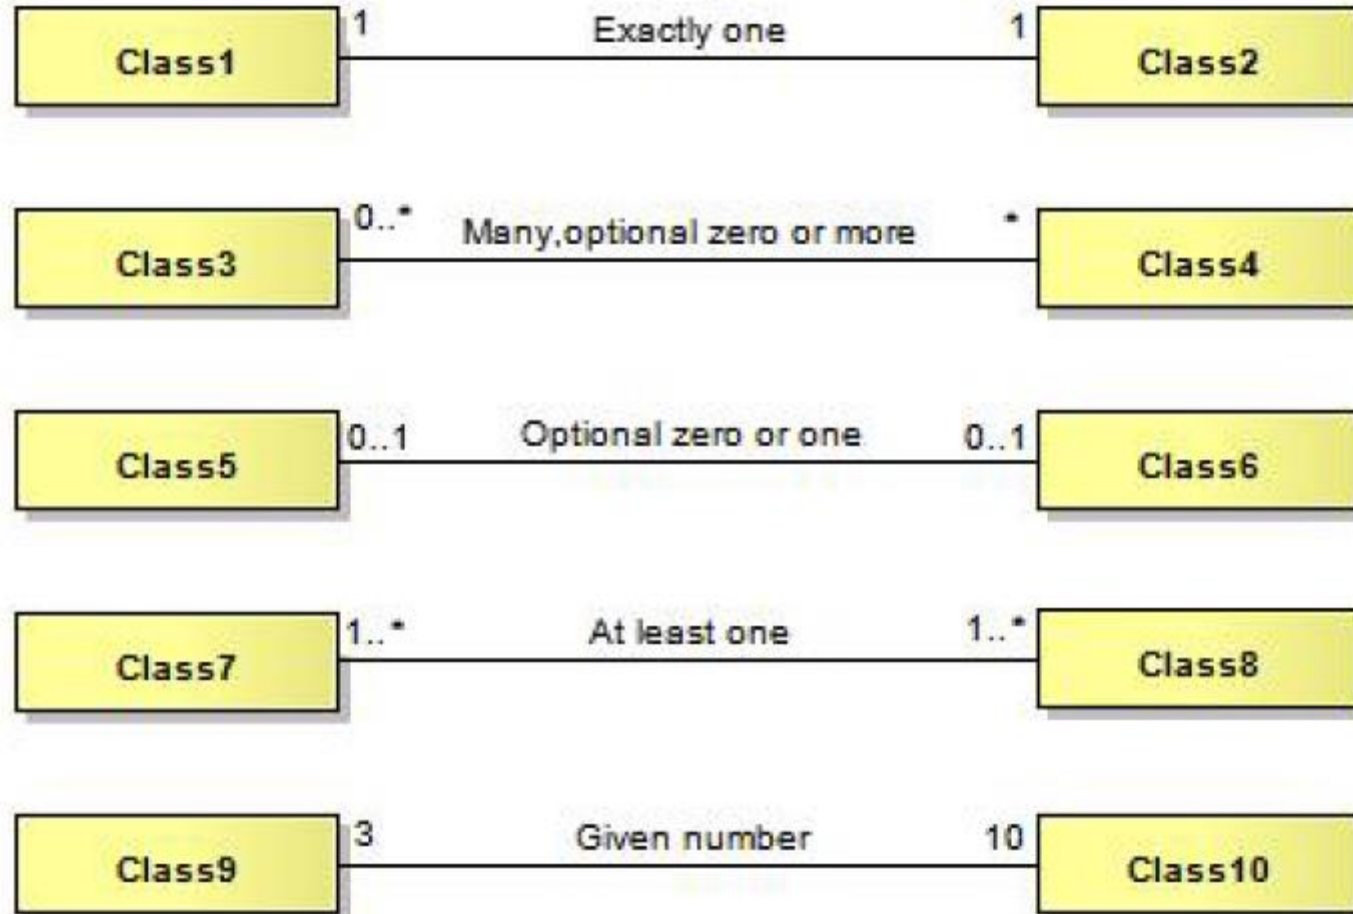 Class1 1 Exactly one 1 Class2
Class3 0..* Many,optional zero or more * Class4
Class5 0..1 Optional zero or one 0..1 Class6
Class7 1..* At least one 1..* Class8
Class9 3 Given number 10 Class10